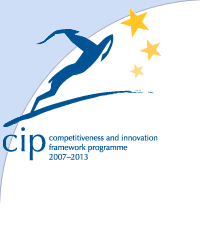 cip competitiveness and innovation
framework programme
2007–2013